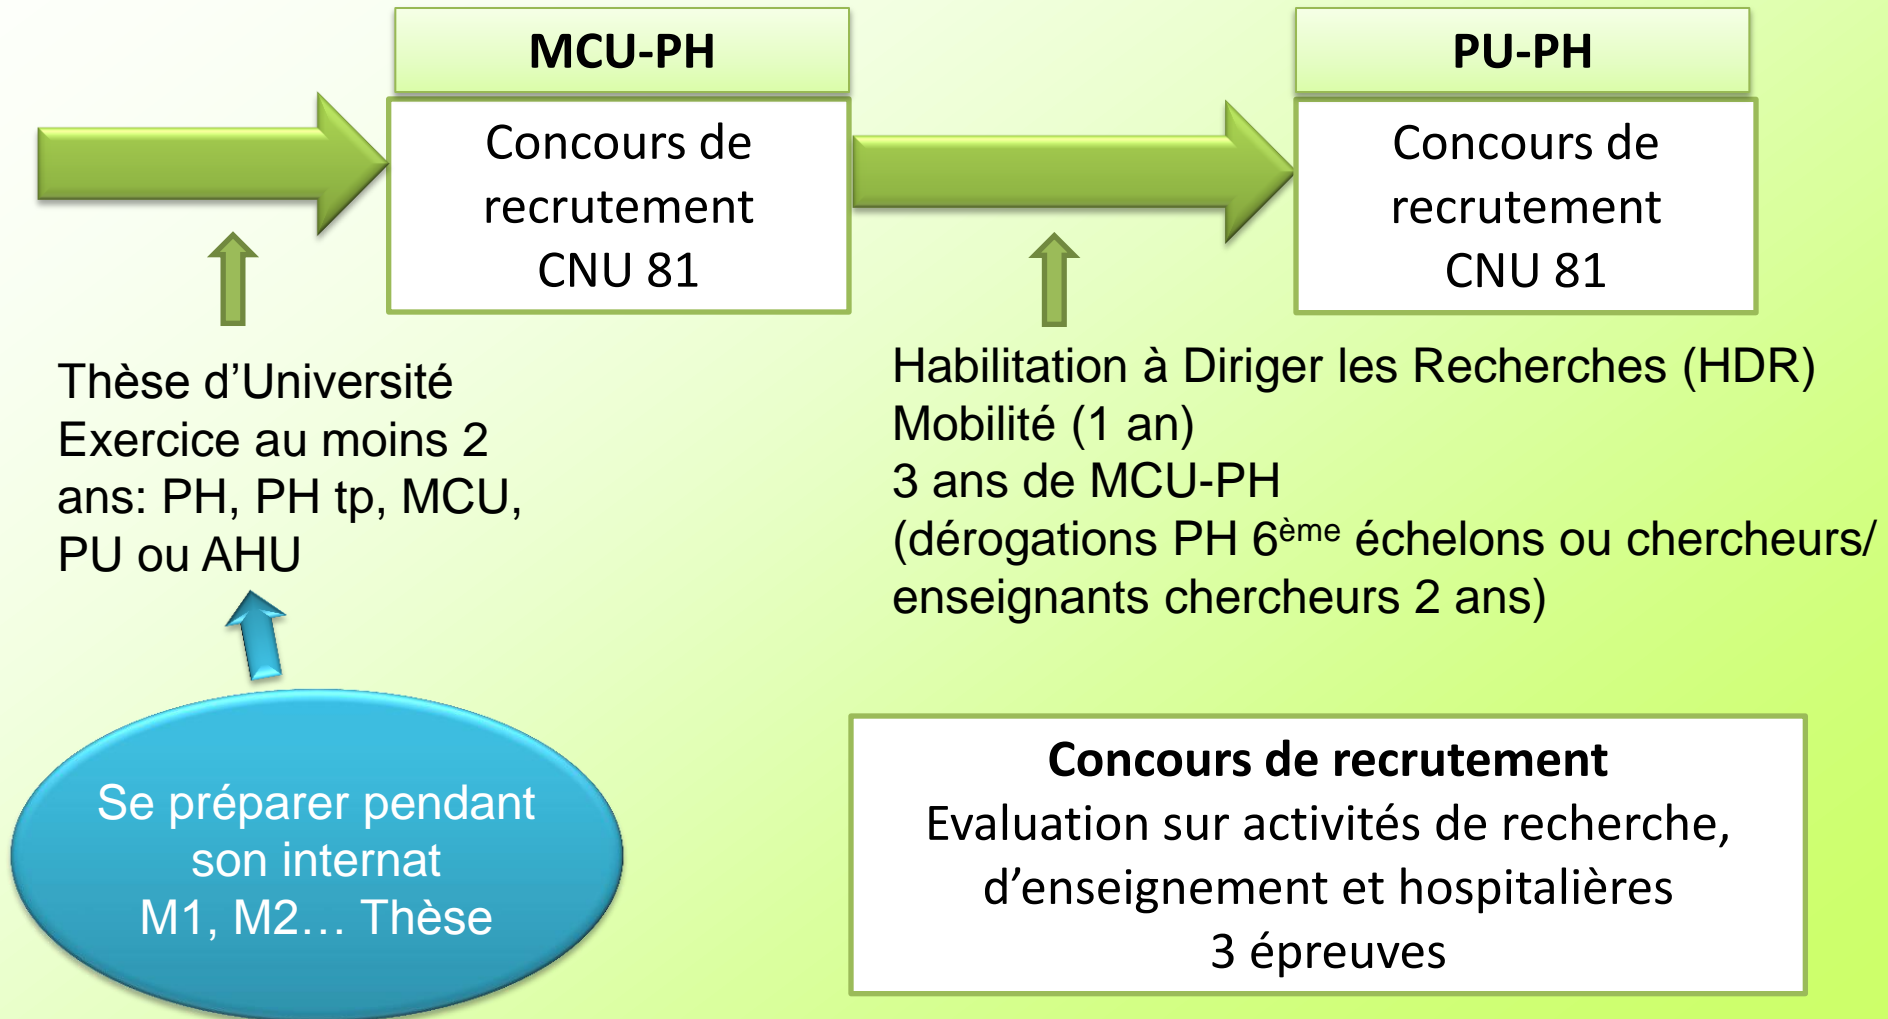 MCU-PH
Concours de
recrutement
CNU 81
PU-PH
Concours de
recrutement
CNU 81
Thèse d’Université
Exercice au moins 2
ans: PH, PH tp, MCU,
PU ou AHU
Habilitation à Diriger les Recherches (HDR)
Mobilité (1 an)
3 ans de MCU-PH
(dérogations PH 6ème échelons ou chercheurs/
enseignants chercheurs 2 ans)
Se préparer pendant
son internat
M1, M2… Thèse
Concours de recrutement
Evaluation sur activités de recherche,
d’enseignement et hospitalières
3 épreuves